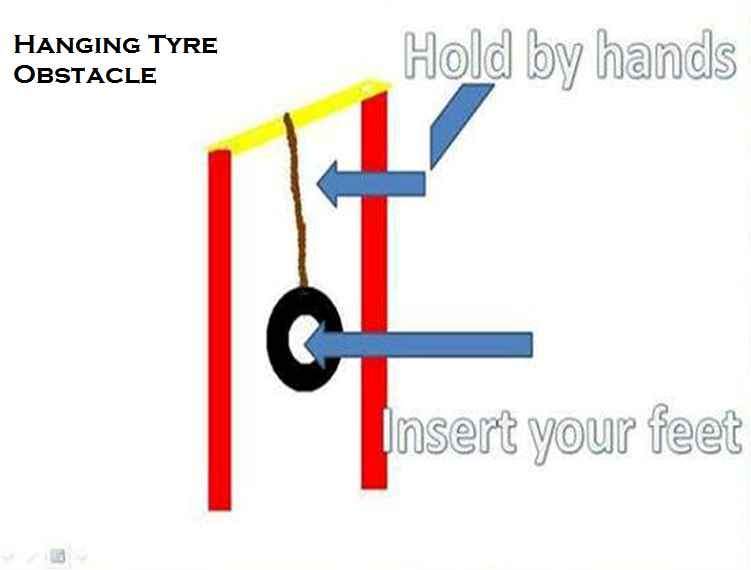 HANGING TYRE
OBSTACLE
Hold by hands
Insert your feet